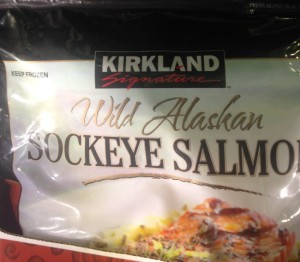 KIRKLAND
Signature
KEEP FROZEN
Wild Alaskan
SOCKEYE SALMO